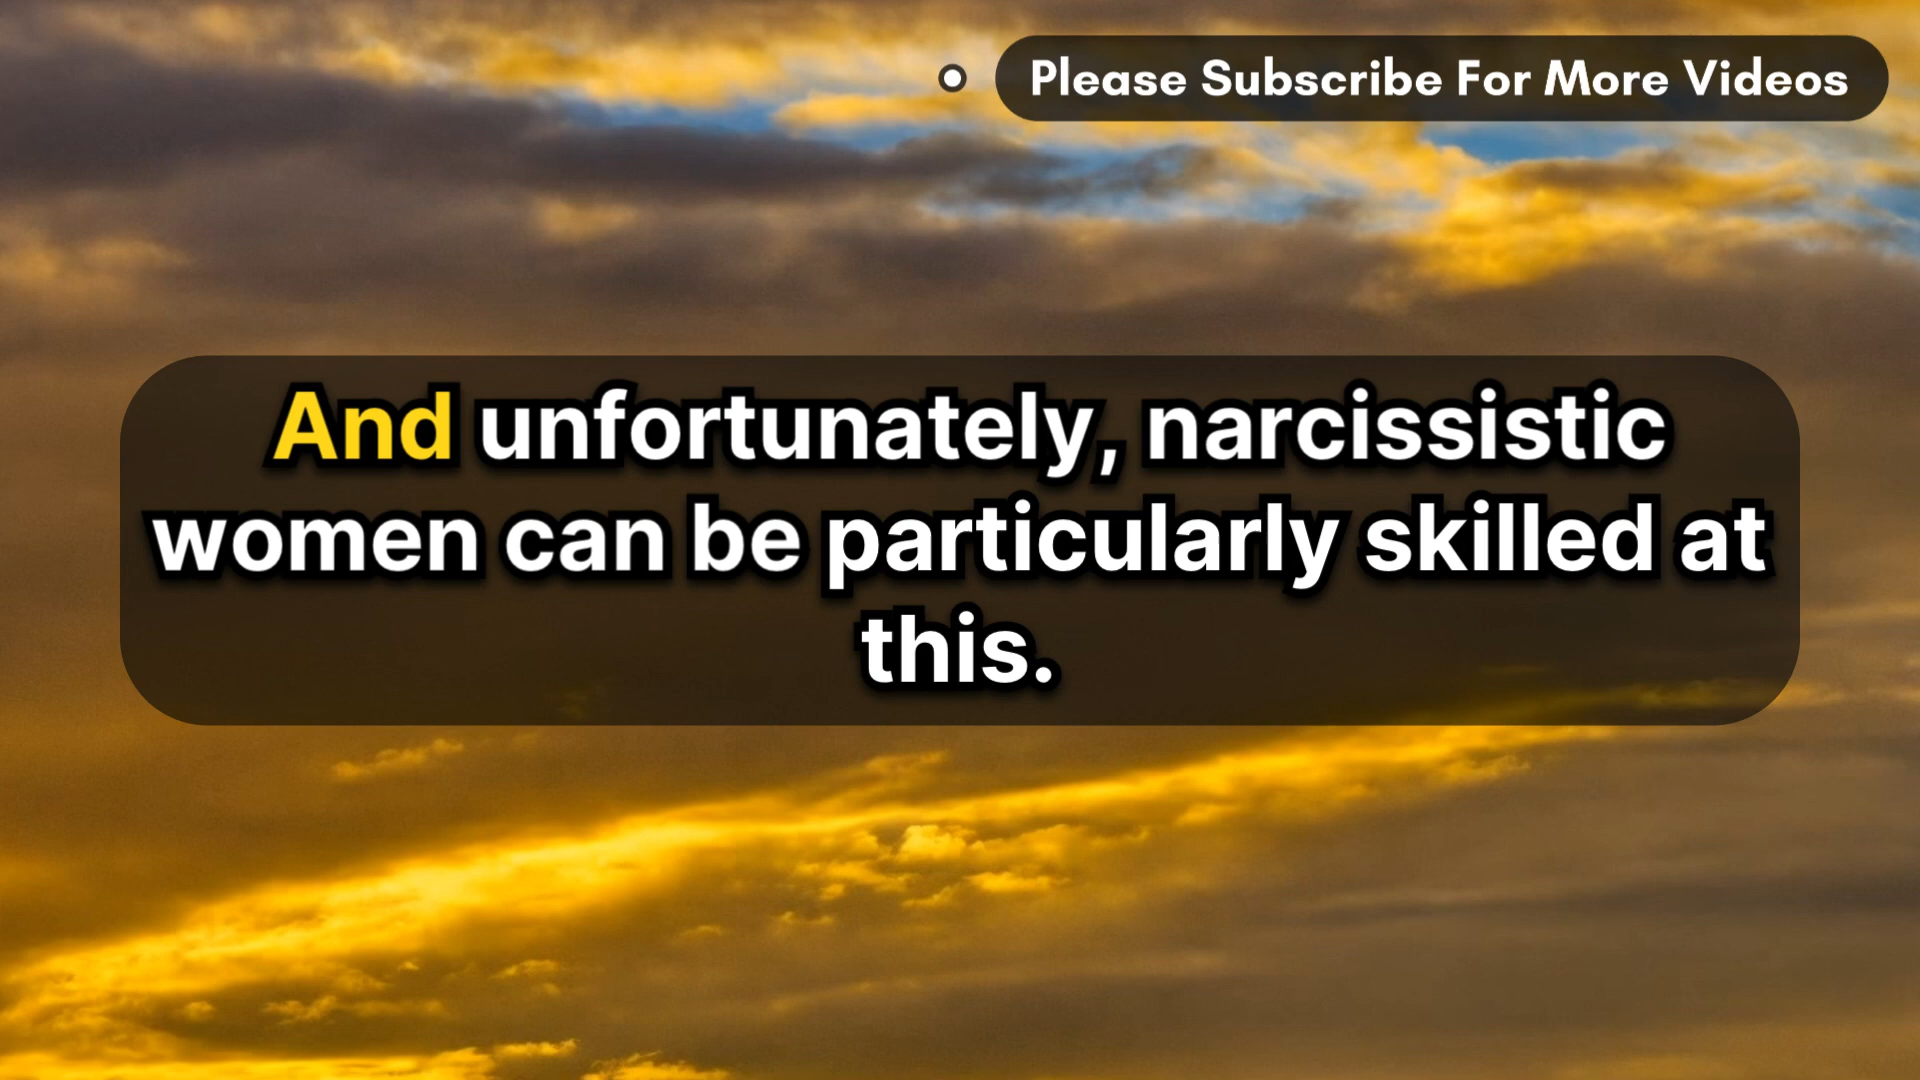 Please Subscribe For More Videos
And unfortunately, narcissistic
women can be particularly skilled at
this.